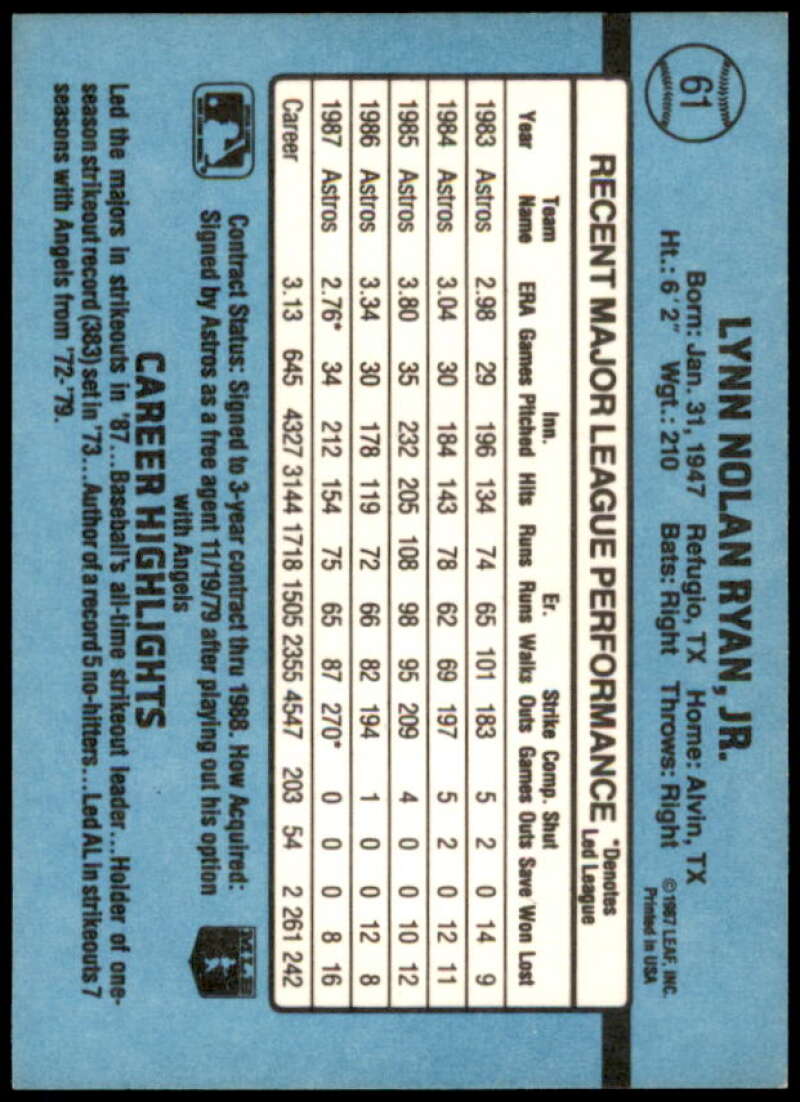 61
LYNN NOLAN RYAN, JR.
Born: Jan. 31, 1947 Refugio, TX Home: Alvin, TX
Ht.: 6'2" Wgt.: 210 Bats: Right Throws: Right
©1987 LEAF, INC.
Printed in USA
RECENT MAJOR LEAGUE PERFORMANCE *Denotes Led League
Team Inn. Er. Strike Comp. Shut
Year Name ERA Games Pitched Hits Runs Runs Walks Outs Games Outs Save Won Lost
1983 Astros 2.98 29 196 134 74 65 101 183 5 2 0 14 9
1984 Astros 3.04 30 184 143 78 62 69 197 5 2 0 12 11
1985 Astros 3.80 35 232 205 108 98 95 209 4 0 0 10 12
1986 Astros 3.34 30 178 119 72 66 82 194 1 0 0 12 8
1987 Astros 2.76* 34 212 154 75 65 87 270* 0 0 0 8 16
Career 3.13 645 4327 3144 1718 1505 2355 4547 203 54 2 261 242
Contract Status: Signed to 3-year contract thru 1988. How Acquired:
Signed by Astros as a free agent 11/19/79 after playing out his option
with Angels
MLB
CAREER HIGHLIGHTS
Led the majors in strikeouts in '87...Baseball's all-time strikeout leader...Holder of one-
season strikeout record (383) set in '73...Author of a record 5 no-hitters...Led AL in strikeouts 7
seasons with Angels from '72-'79.